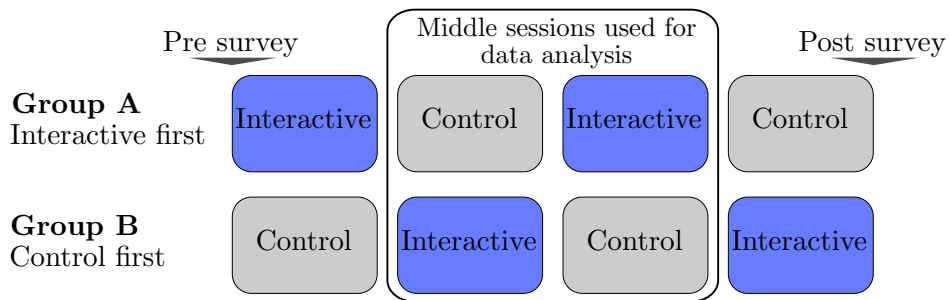 Pre survey
Middle sessions used for
data analysis
Post survey
Group A
Interactive first
Interactive
Control
Interactive
Control
Group B
Control first
Control
Interactive
Control
Interactive